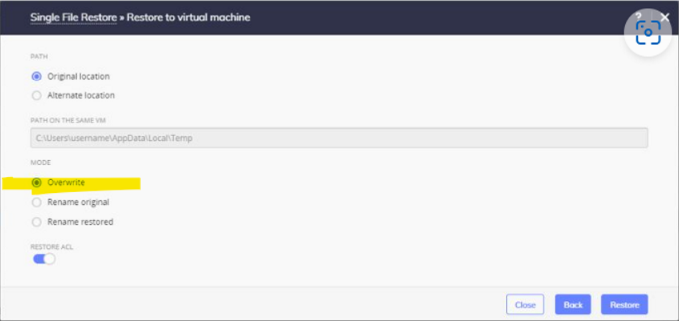 Single File Restore » Restore to virtual machine
?
PATH
Original location
Alternate location
PATH ON THE SAME VM
C:\Users\username\AppData\Local\Temp
MODE
Overwrite
Rename original
Rename restored
RESTORE ACL
Close Back Restore